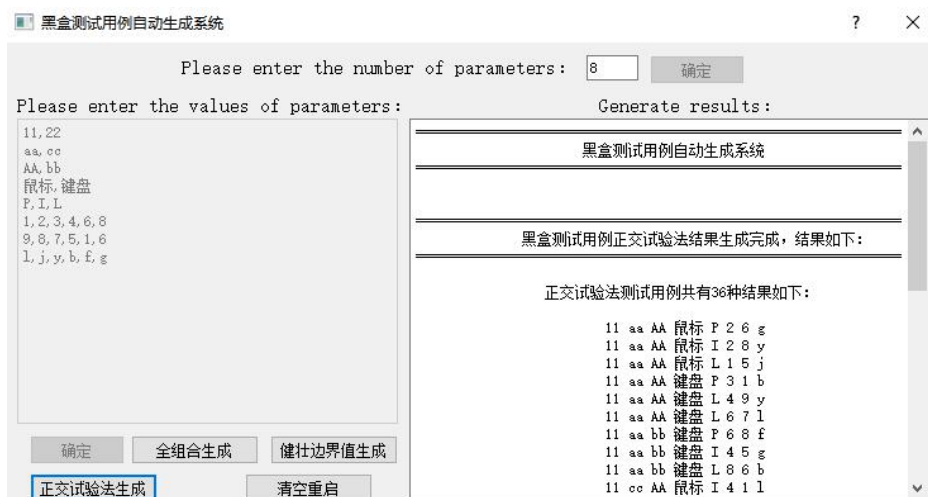 黑盒测试用例自动生成系统 ? ×
Please enter the number of parameters: 8 确定
Please enter the values of parameters:
11,22
aa,cc
AA,bb
鼠标,键盘
P,I,L
1,2,3,4,6,8
9,8,7,5,1,6
l,j,y,b,f,g
确定 全组合生成 健壮边界值生成
正交试验法生成 清空重启
Generate results:
黑盒测试用例自动生成系统
黑盒测试用例正交试验法结果生成完成，结果如下：
正交试验法测试用例共有36种结果如下：
11 aa AA 鼠标 P 2 6 g
11 aa AA 鼠标 I 2 8 y
11 aa AA 鼠标 L 1 5 j
11 aa AA 键盘 P 3 1 b
11 aa AA 键盘 L 4 9 y
11 aa AA 键盘 L 6 7 l
11 aa bb 键盘 P 6 8 f
11 aa bb 键盘 I 4 5 g
11 aa bb 键盘 L 8 6 b
11 cc AA 鼠标 I 4 1 l